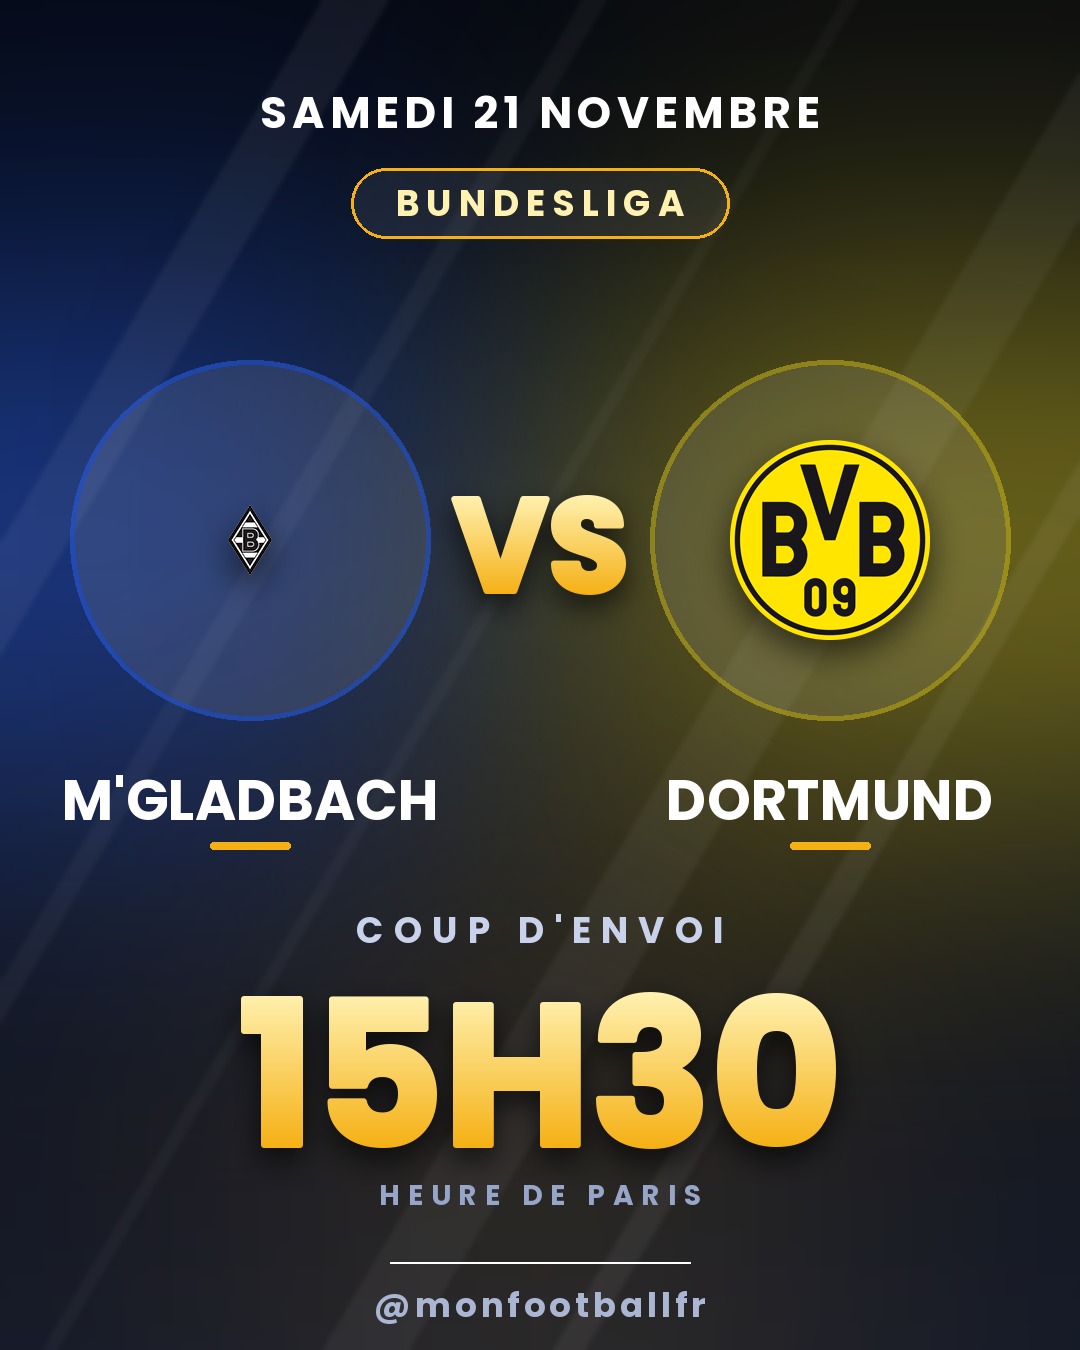 SAMEDI 21 NOVEMBRE
BUNDESLIGA
B
VS
BVB
09
M'GLADBACH
DORTMUND
COUP D'ENVOI
15H30
HEURE DE PARIS
@monfootballfr